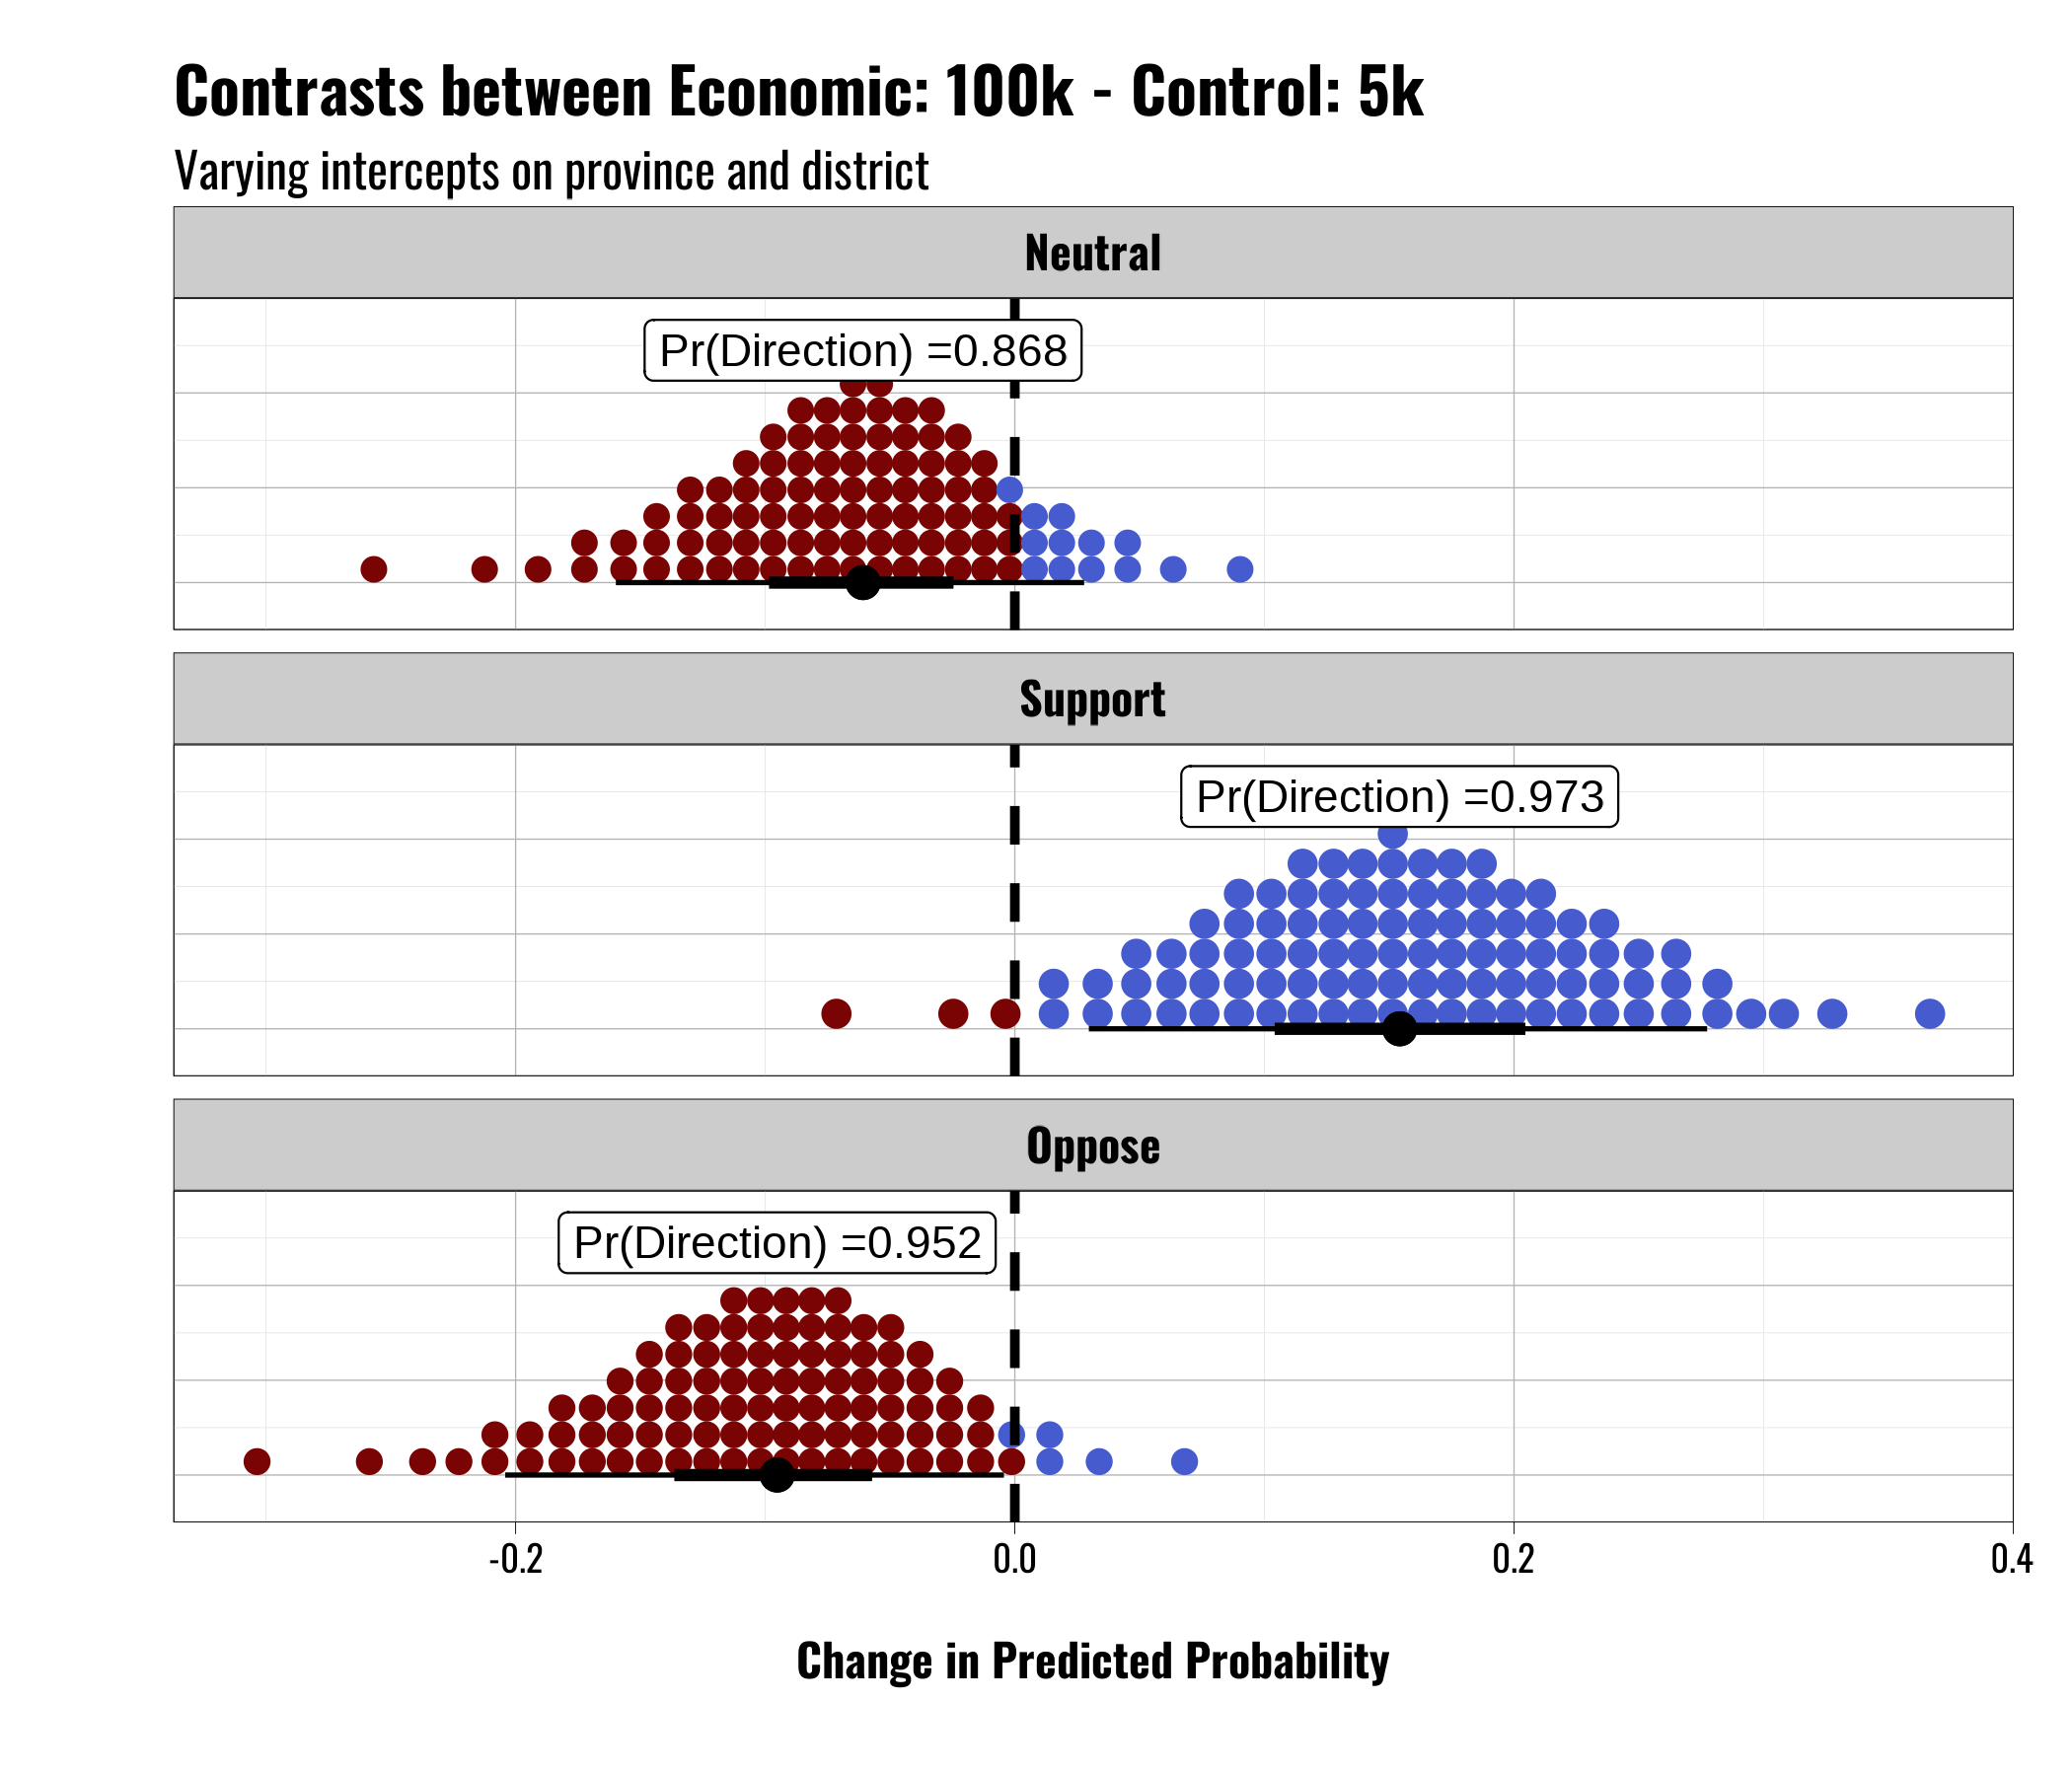 Contrasts between Economic: 100k - Control: 5k
Varying intercepts on province and district
Neutral
Pr(Direction) =0.868
Support
Pr(Direction) =0.973
Oppose
Pr(Direction) =0.952
-0.2 0.0 0.2 0.4
Change in Predicted Probability